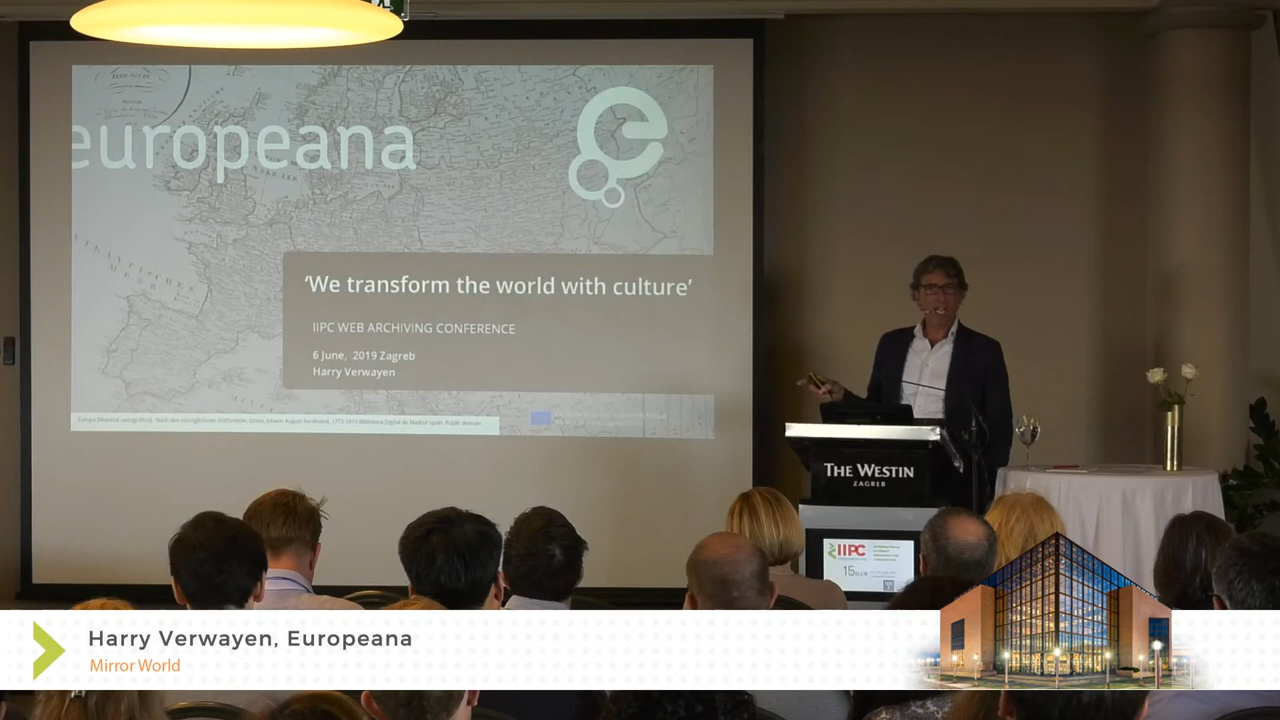 europeana
e
'We transform the world with culture'
IIPC WEB ARCHIVING CONFERENCE
6 June, 2019 Zagreb
Harry Verwayen
THE WESTIN
ZAGREB
IIPC
Harry Verwayen, Europeana
Mirror World